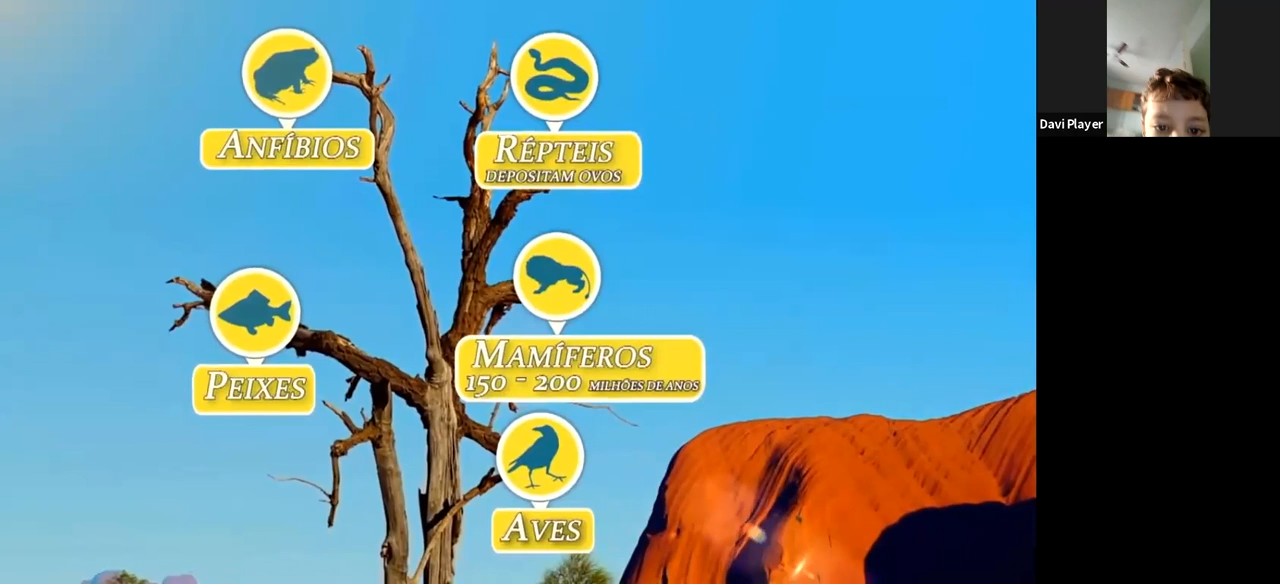 ANFÍBIOS
RÉPTEIS
DEPOSITAM OVOS
PEIXES
MAMÍFEROS
150 - 200 MILHÕES DE ANOS
AVES
Davi Player